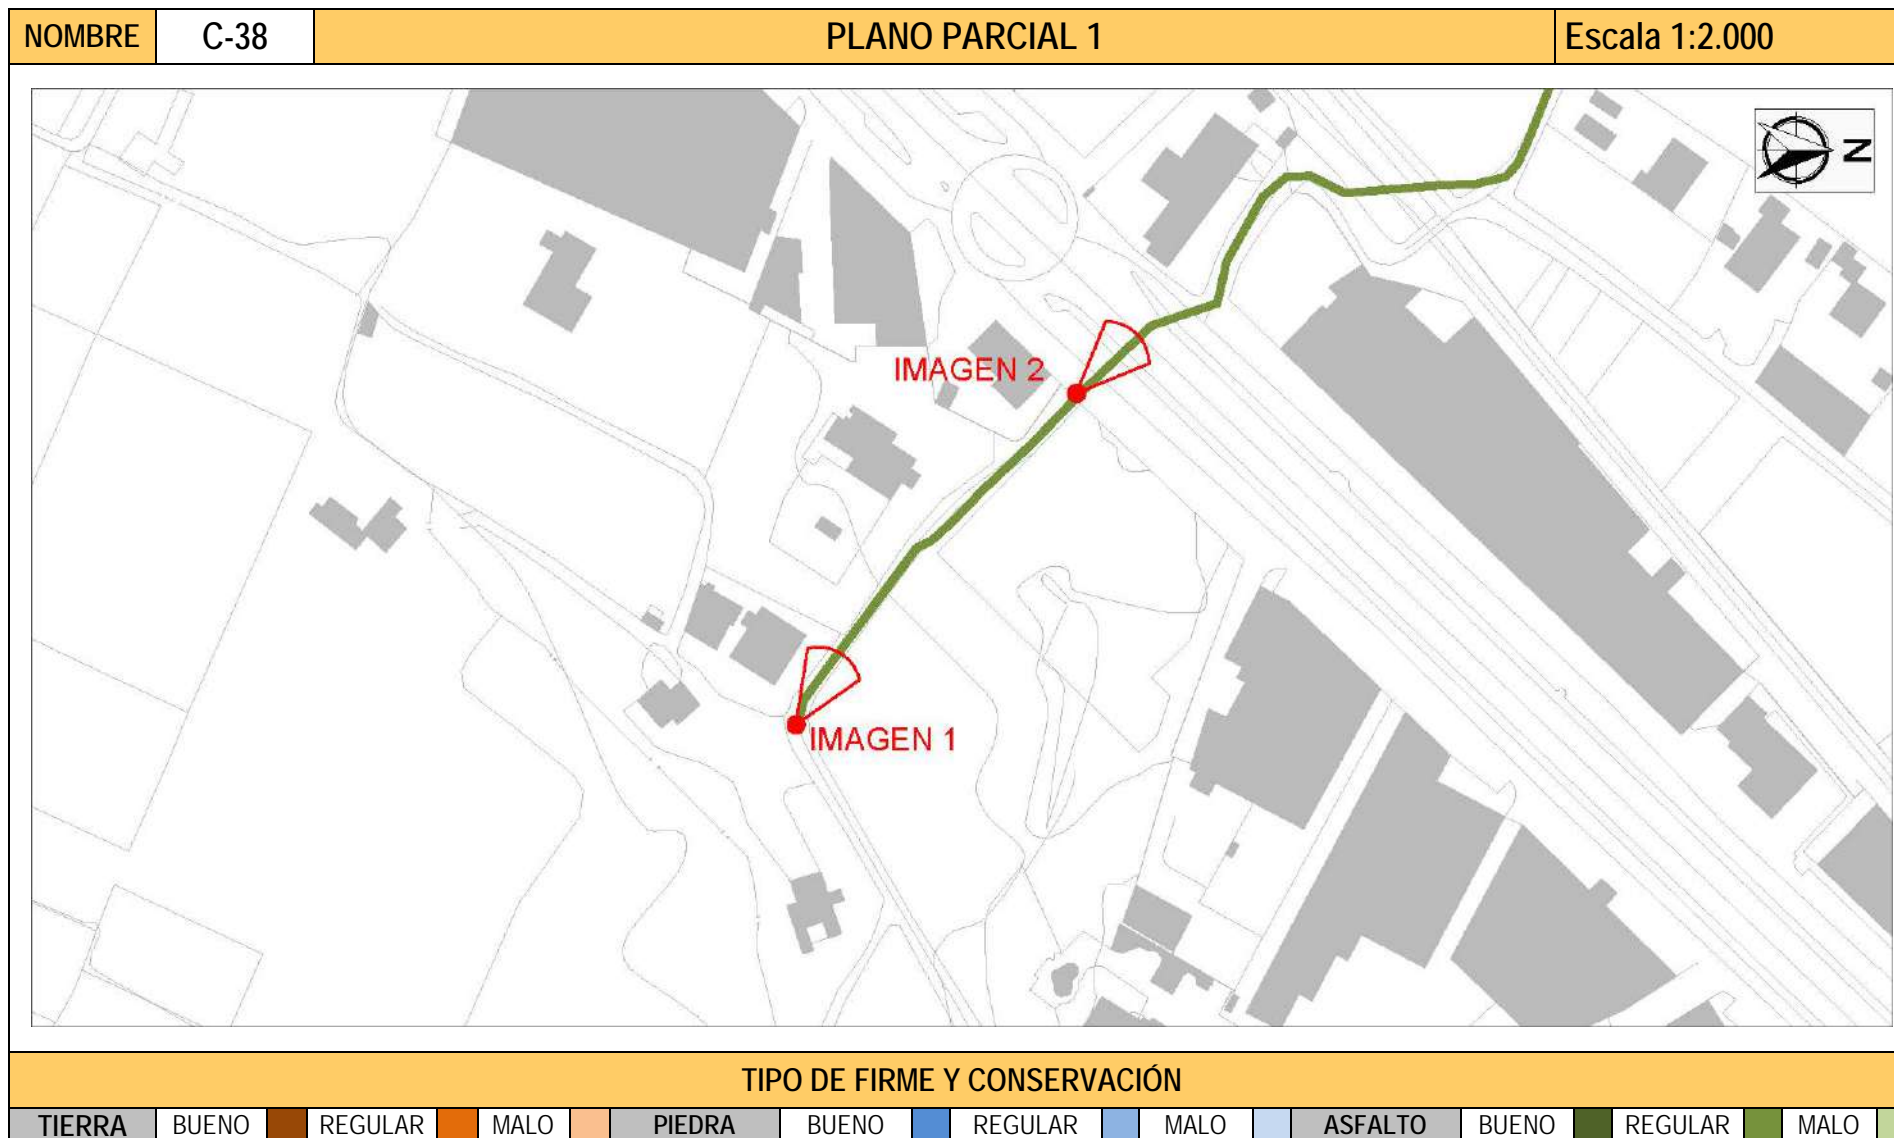 NOMBRE C-38 PLANO PARCIAL 1 Escala 1:2.000
N
IMAGEN 2
IMAGEN 1
TIPO DE FIRME Y CONSERVACIÓN
TIERRA BUENO REGULAR MALO PIEDRA BUENO REGULAR MALO ASFALTO BUENO REGULAR MALO